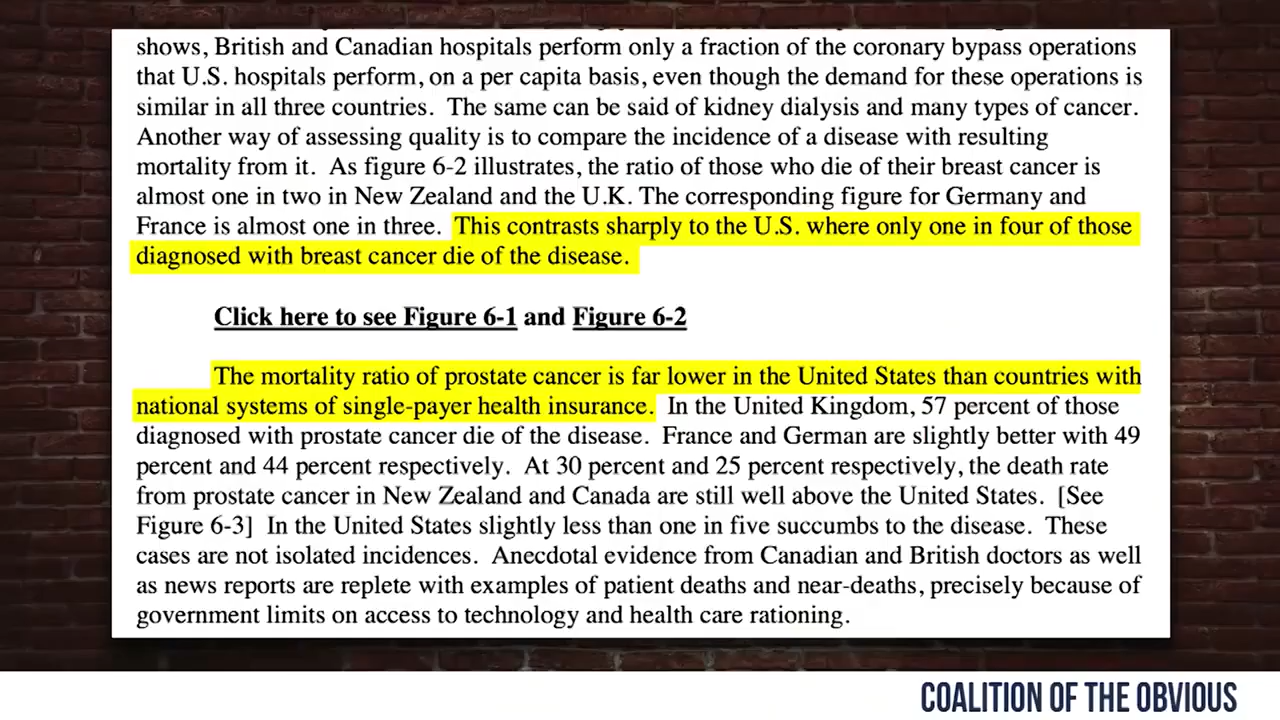 shows, British and Canadian hospitals perform only a fraction of the coronary bypass operations
that U.S. hospitals perform, on a per capita basis, even though the demand for these operations is
similar in all three countries. The same can be said of kidney dialysis and many types of cancer.
Another way of assessing quality is to compare the incidence of a disease with resulting
mortality from it. As figure 6-2 illustrates, the ratio of those who die of their breast cancer is
almost one in two in New Zealand and the U.K. The corresponding figure for Germany and
France is almost one in three. This contrasts sharply to the U.S. where only one in four of those
diagnosed with breast cancer die of the disease.
Click here to see Figure 6-1 and Figure 6-2
The mortality ratio of prostate cancer is far lower in the United States than countries with
national systems of single-payer health insurance. In the United Kingdom, 57 percent of those
diagnosed with prostate cancer die of the disease. France and German are slightly better with 49
percent and 44 percent respectively. At 30 percent and 25 percent respectively, the death rate
from prostate cancer in New Zealand and Canada are still well above the United States. [See
Figure 6-3] In the United States slightly less than one in five succumbs to the disease. These
cases are not isolated incidences. Anecdotal evidence from Canadian and British doctors as well
as news reports are replete with examples of patient deaths and near-deaths, precisely because of
government limits on access to technology and health care rationing.
COALITION OF THE OBVIOUS